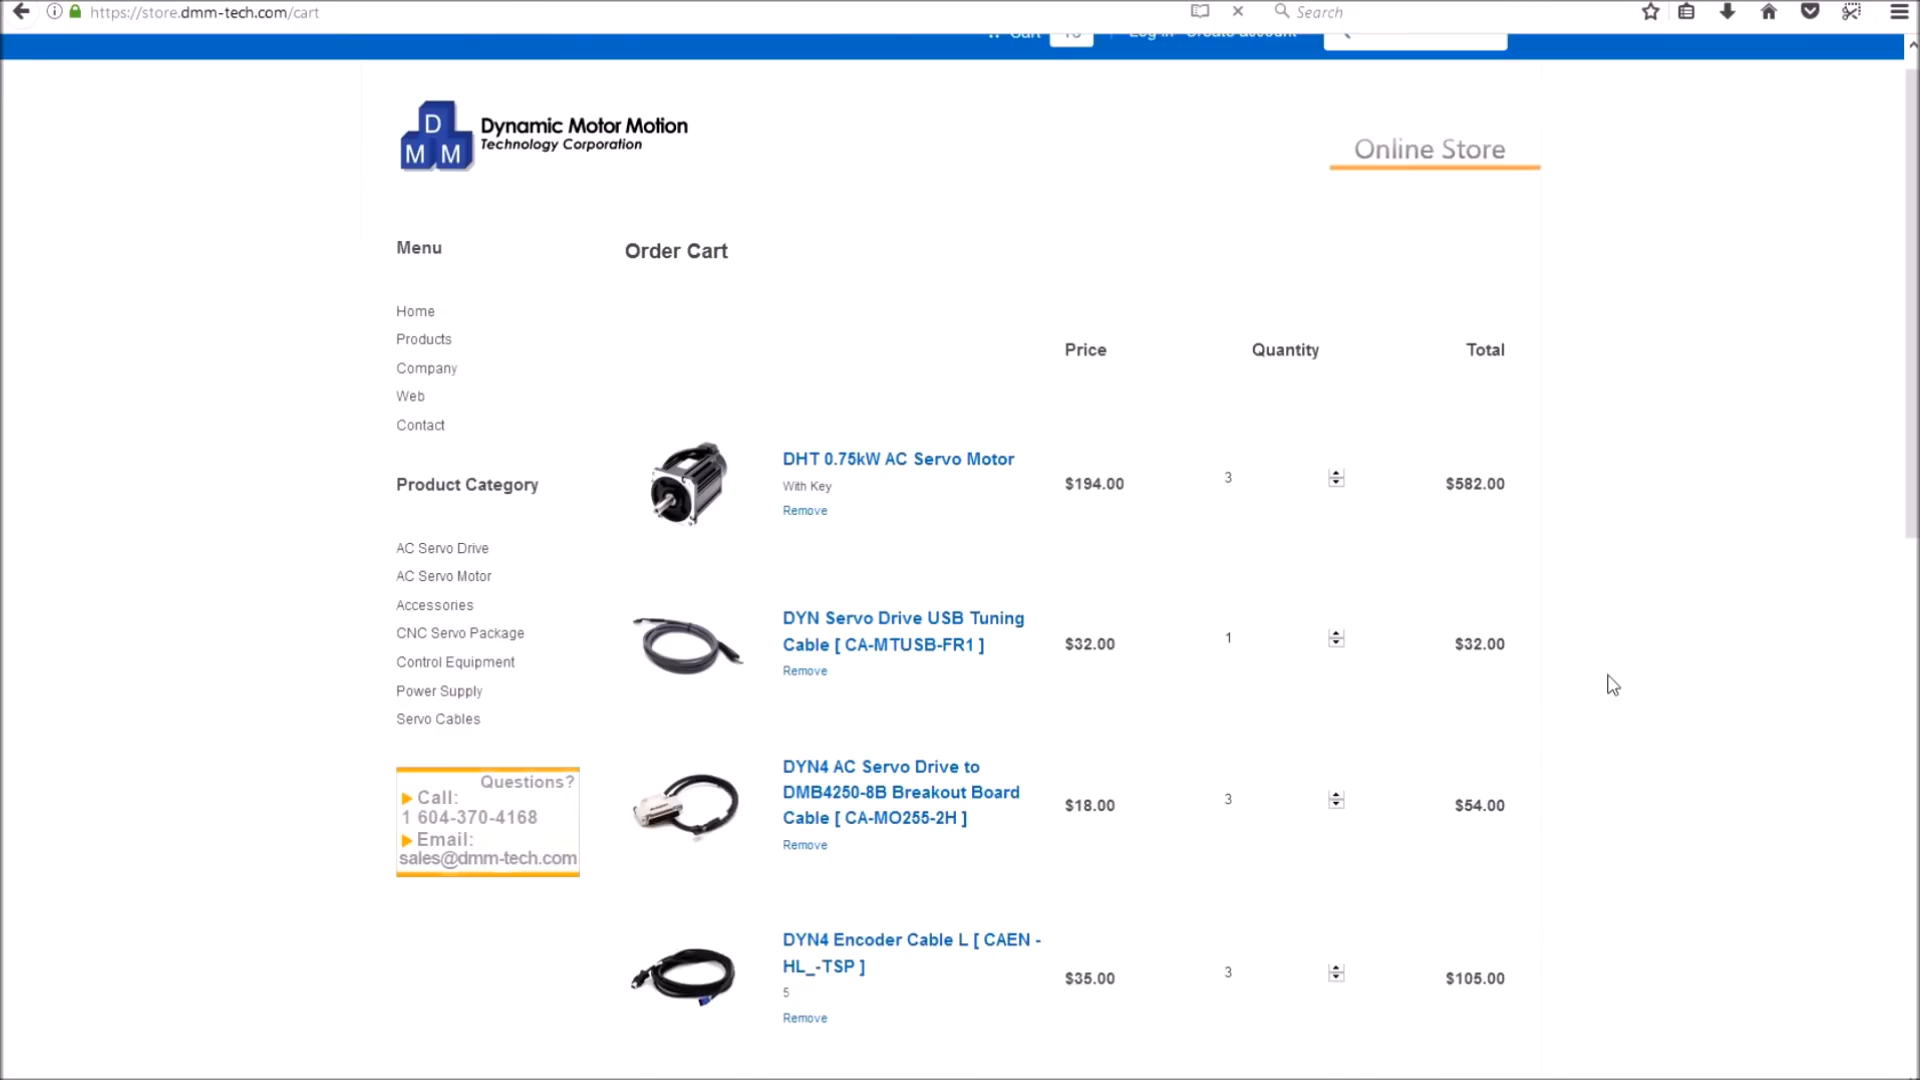 https://store.dmm-tech.com/cart
Search
Cart
Log in
Create account
D
M M
Dynamic Motor Motion
Technology Corporation
Online Store
Menu
Order Cart
Home
Products
Company
Web
Contact
Price
Quantity
Total
Product Category
AC Servo Drive
AC Servo Motor
Accessories
CNC Servo Package
Control Equipment
Power Supply
Servo Cables
Questions?
Call:
1 604-370-4168
Email:
sales@dmm-tech.com
DHT 0.75kW AC Servo Motor
With Key
Remove
$194.00
3
$582.00
DYN Servo Drive USB Tuning
Cable [ CA-MTUSB-FR1 ]
Remove
$32.00
1
$32.00
DYN4 AC Servo Drive to
DMB4250-8B Breakout Board
Cable [ CA-MO255-2H ]
Remove
$18.00
3
$54.00
DYN4 Encoder Cable L [ CAEN -
HL_-TSP ]
5
Remove
$35.00
3
$105.00